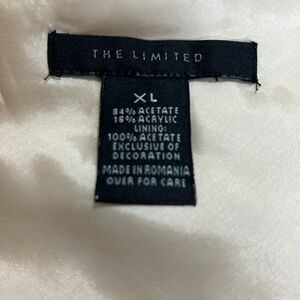 THE LIMITED
XL
84% ACETATE
16% ACRYLIC
LINING:
100% ACETATE
EXCLUSIVE OF
DECORATION
MADE IN ROMANIA
OVER FOR CARE